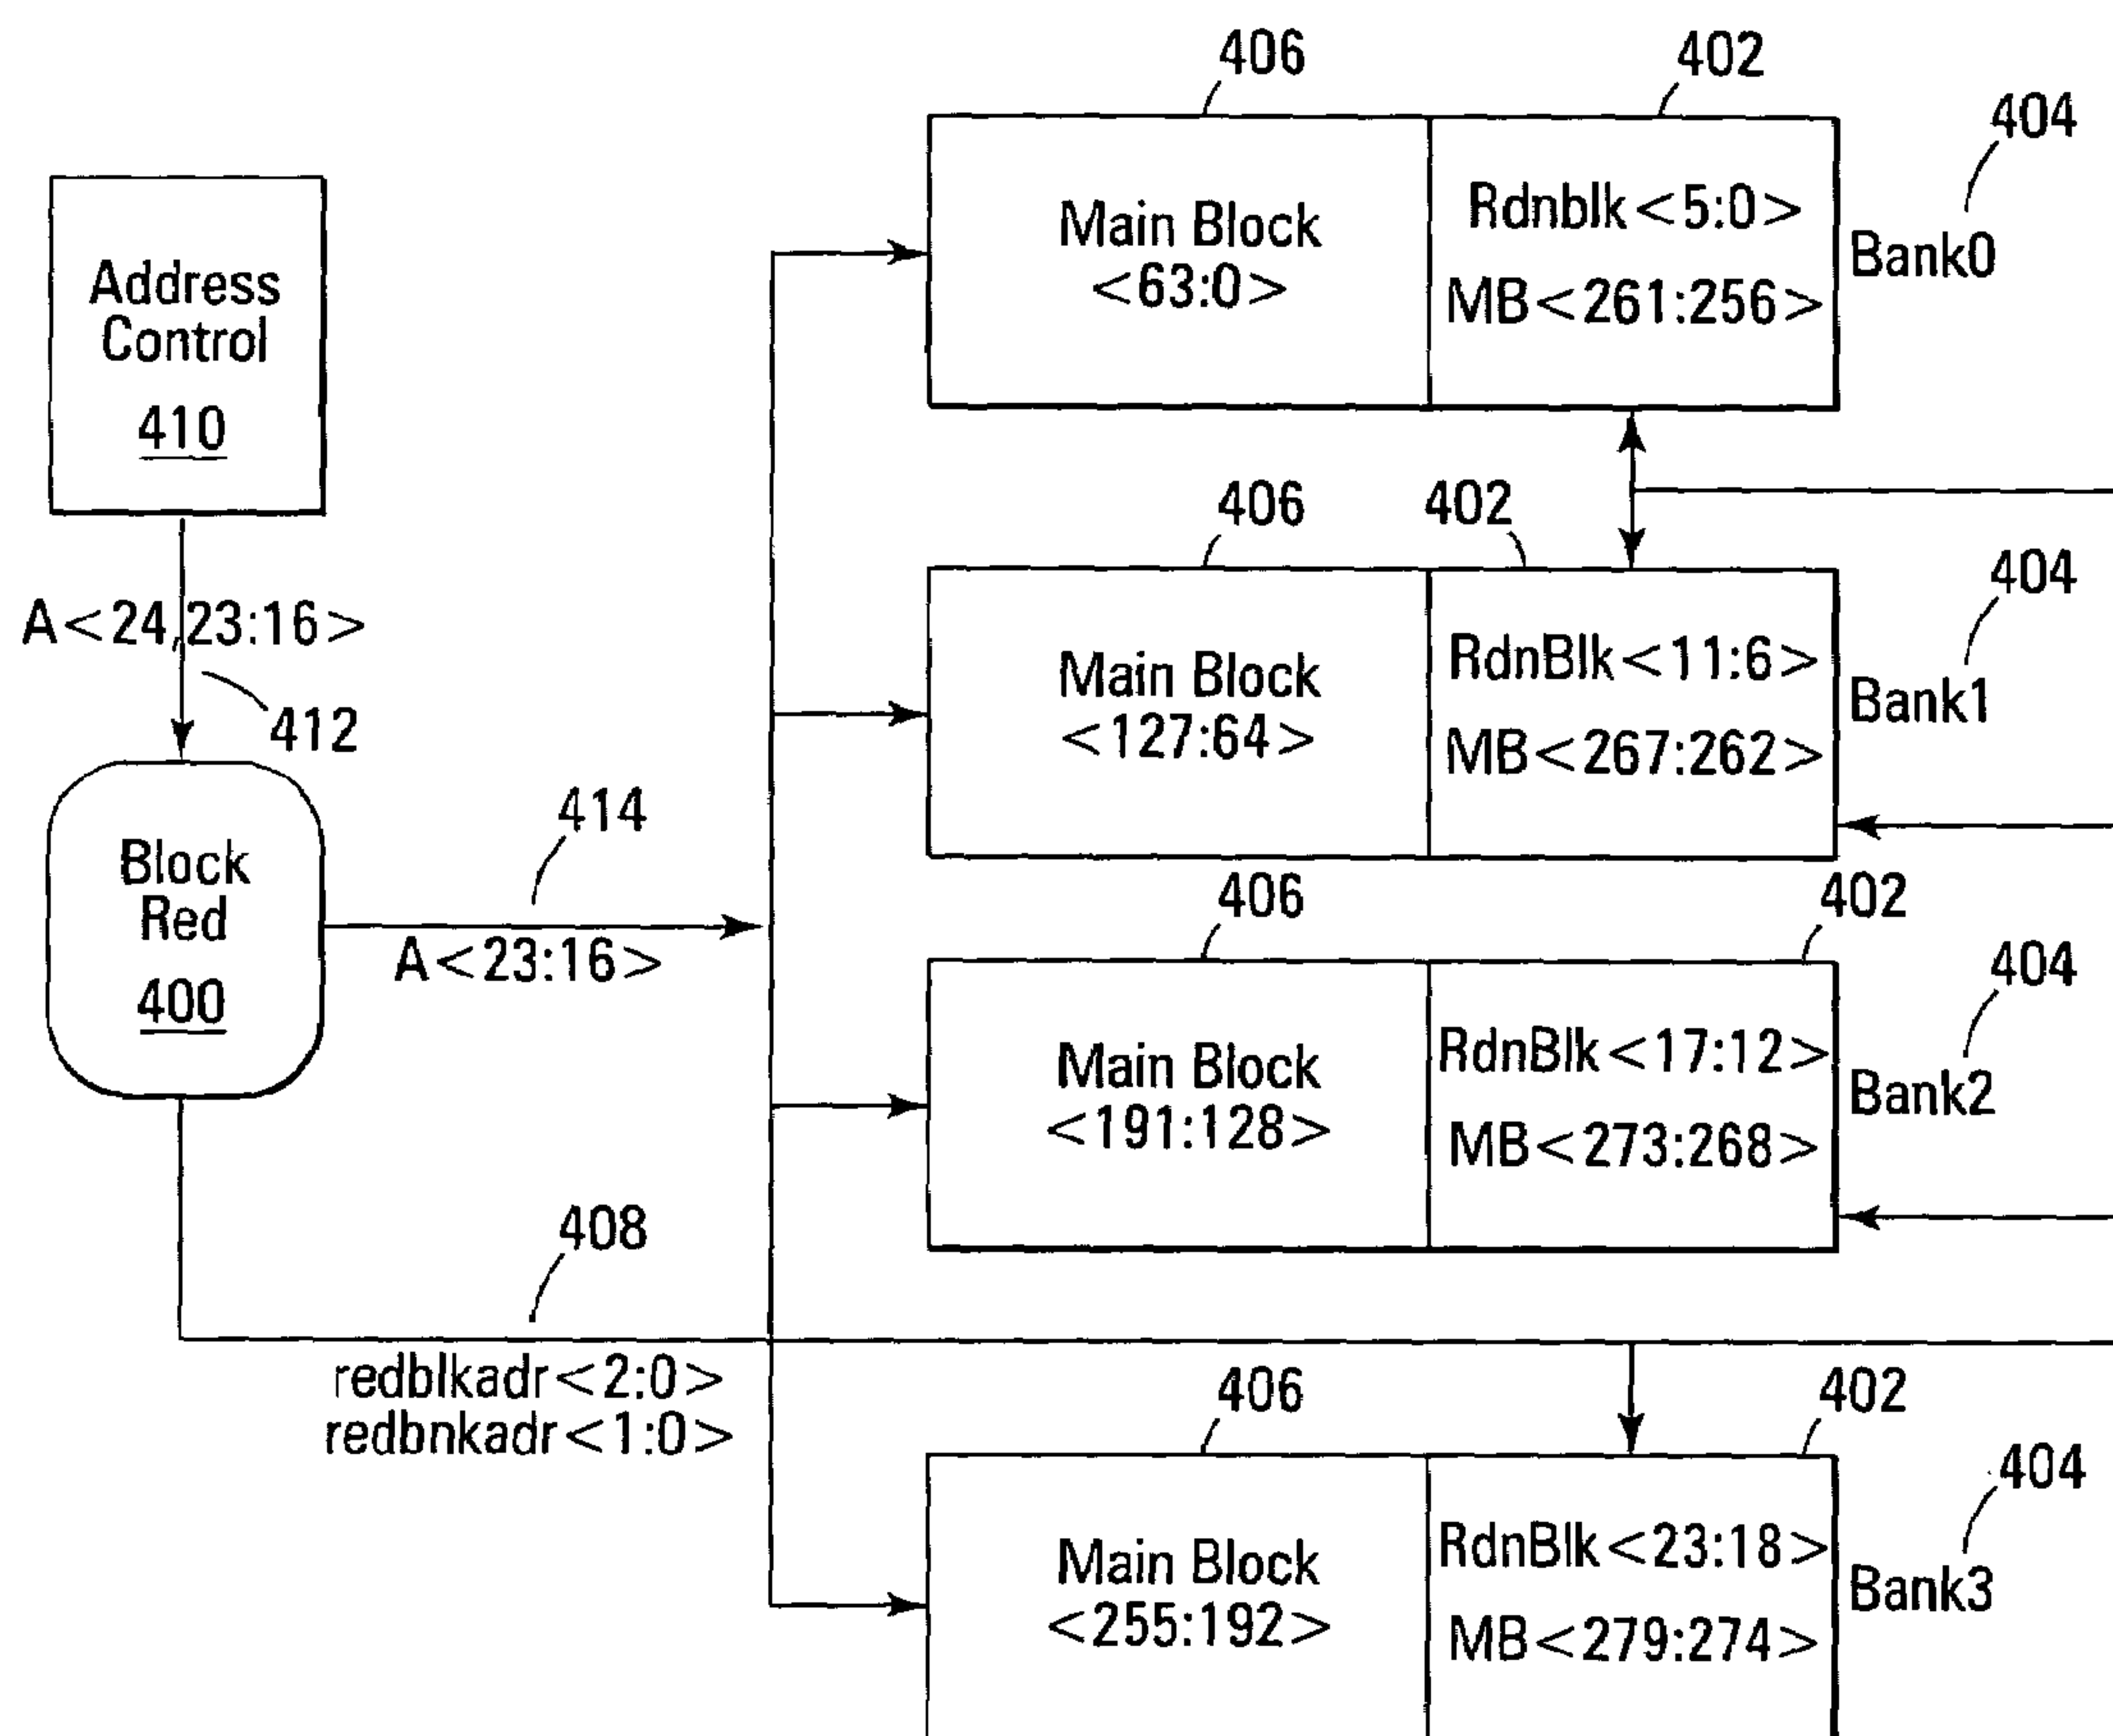 406
402
404
Address
Control
410
Main Block
<63:0>
Rdnblk<5:0>
MB<261:256>
Bank0
406
402
404
A<24,23:16>
412
Main Block
<127:64>
RdnBlk<11:6>
MB<267:262>
Bank1
Block
Red
400
414
A<23:16>
406
402
404
Main Block
<191:128>
RdnBlk<17:12>
MB<273:268>
Bank2
408
redblkadr<2:0>
redbnkadr<1:0>
406
402
404
Main Block
<255:192>
RdnBlk<23:18>
MB<279:274>
Bank3